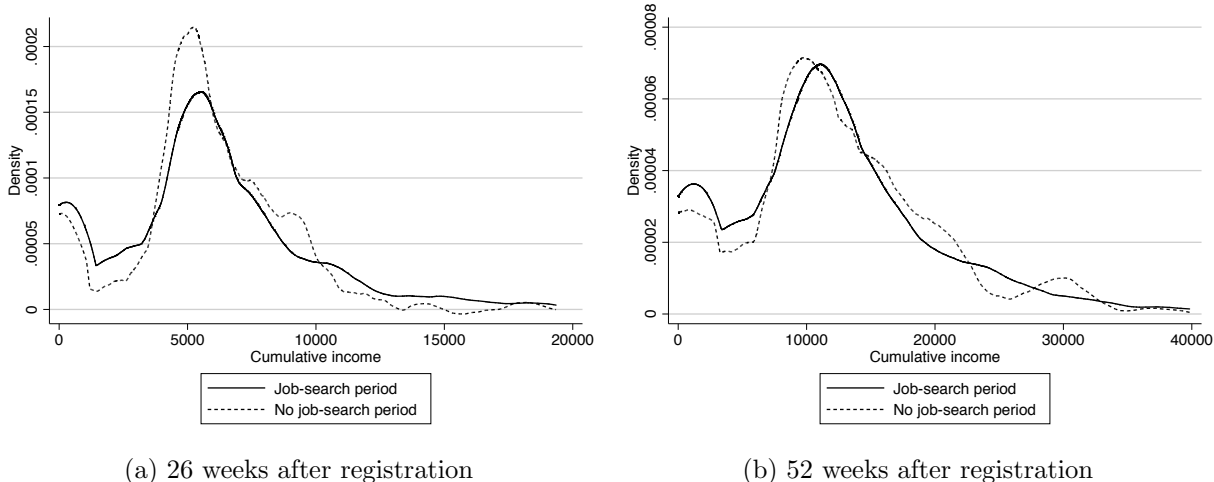 .0002
.00015
.0001
.00005
0
Density
0 5000 10000 15000 20000
Cumulative income
Job-search period
No job-search period
(a) 26 weeks after registration
.00008
.00006
.00004
.00002
0
Density
0 10000 20000 30000 40000
Cumulative income
Job-search period
No job-search period
(b) 52 weeks after registration